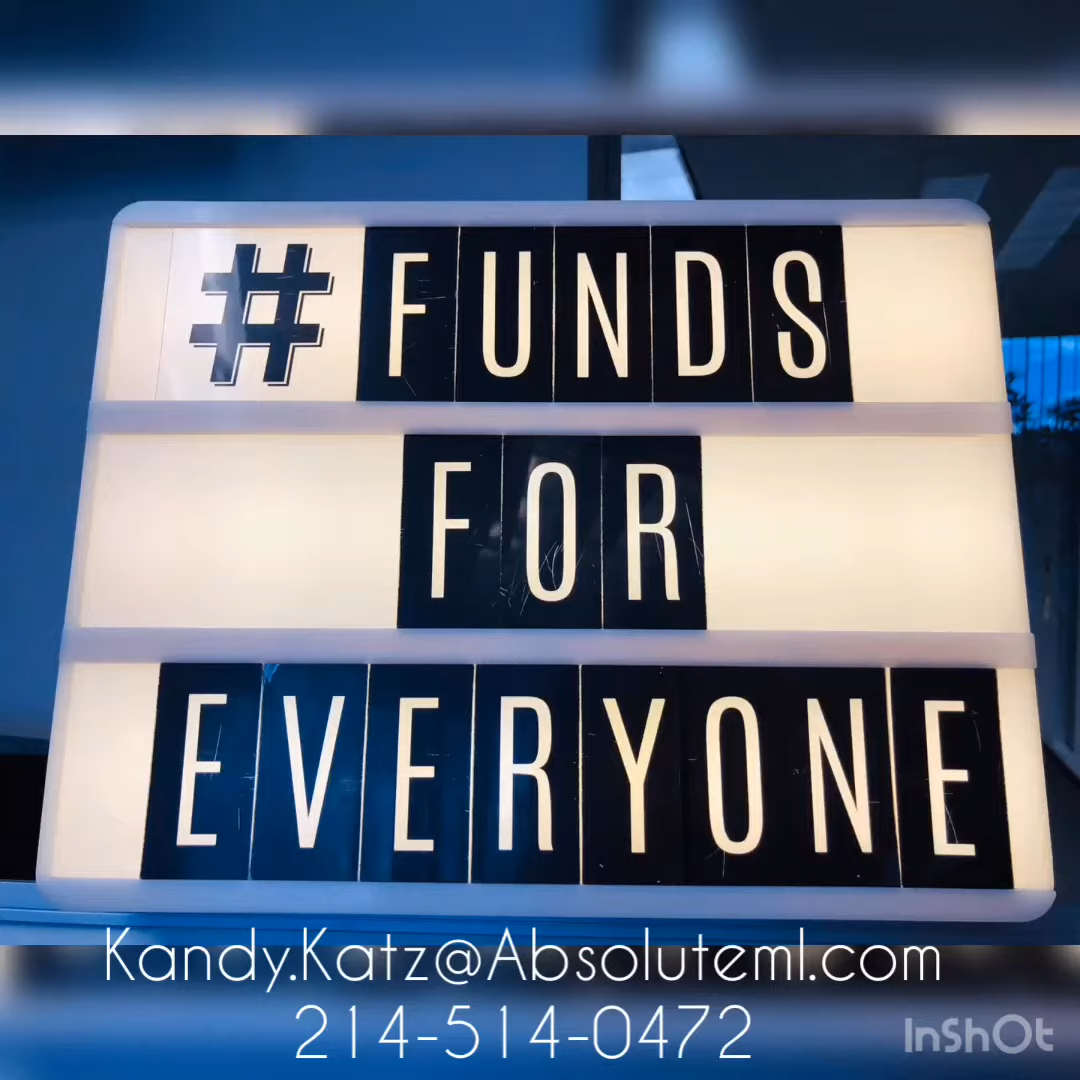 #FUNDS
FOR
EVERYONE
Kandy.Katz@Absoluteml.com
214-514-0472
InShOt